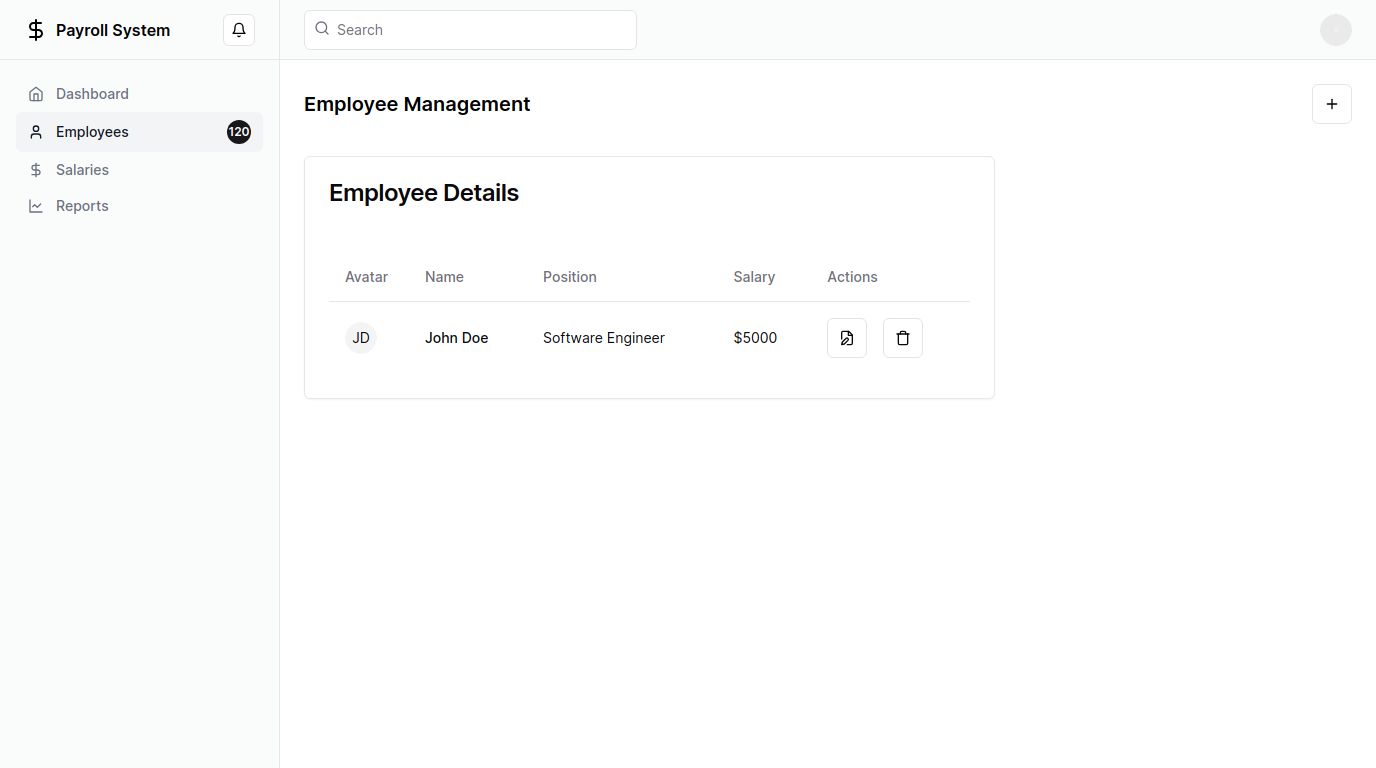 Payroll System
Search
Dashboard
Employees 120
Salaries
Reports
Employee Management
Employee Details
Avatar Name Position Salary Actions
JD John Doe Software Engineer $5000